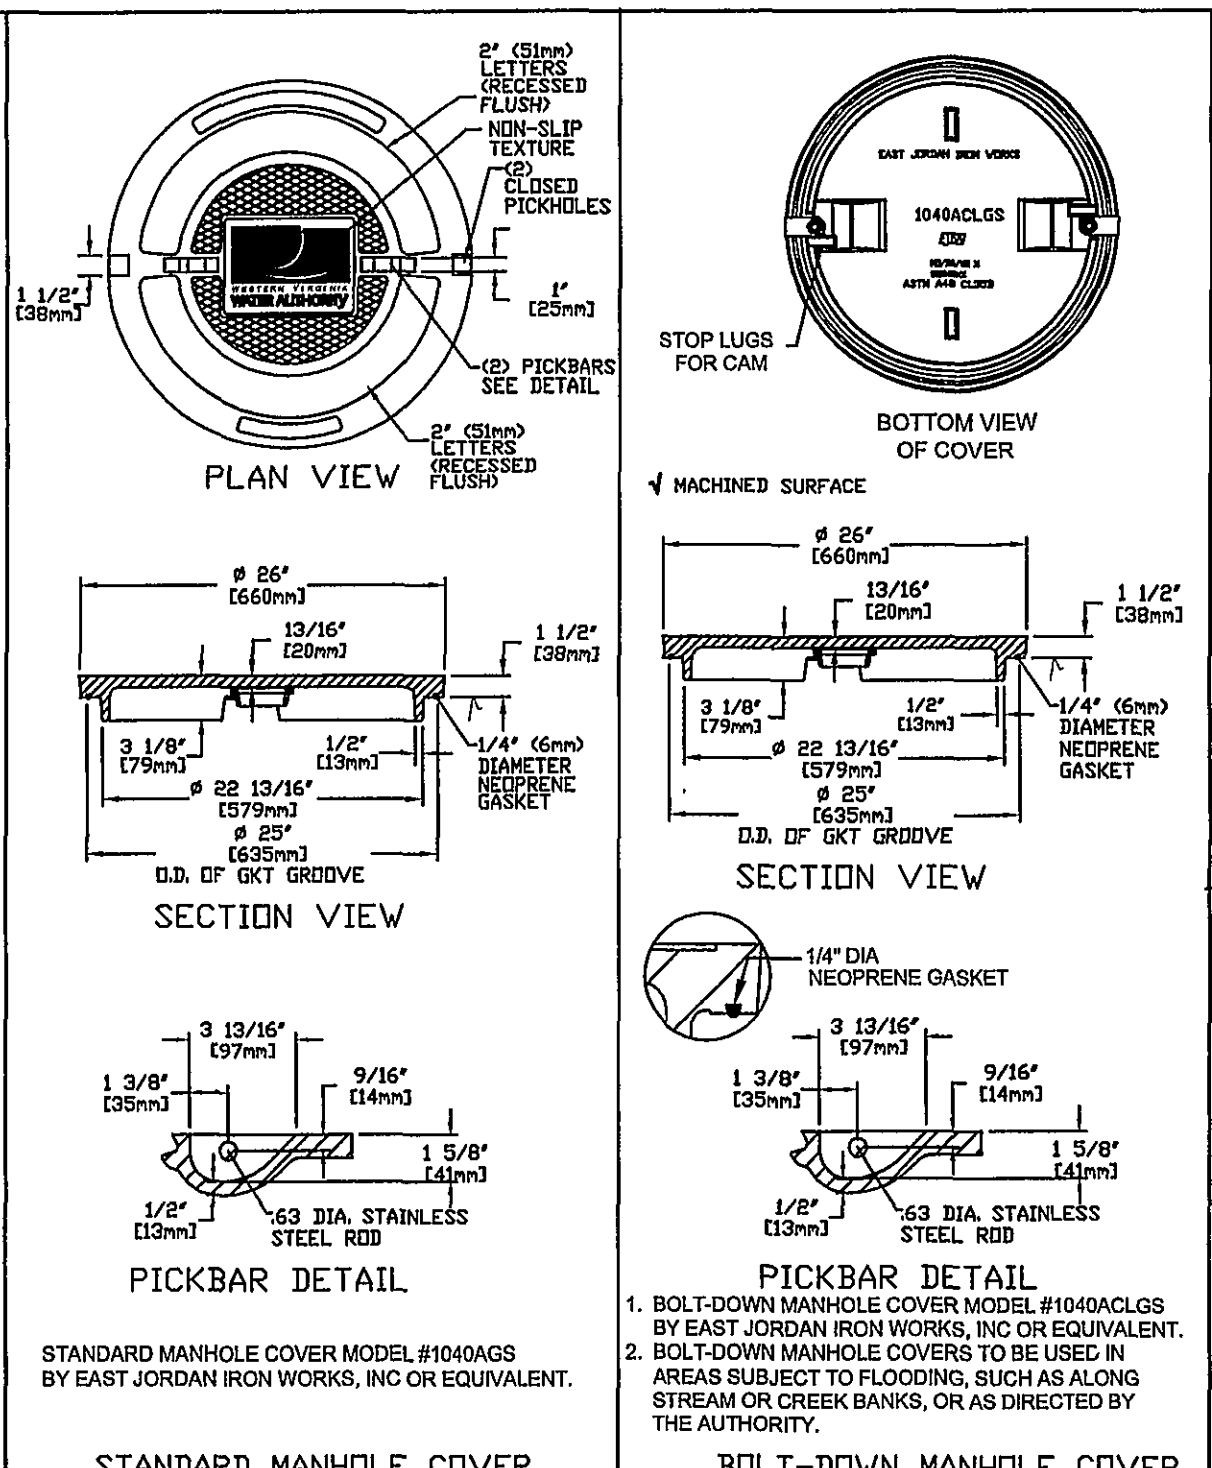 2" (51mm)
LETTERS
(RECESSED
FLUSH)
NON-SLIP
TEXTURE
(2)
CLOSED
PICKHOLES
1 1/2"
[38mm]
WESTERN VIRGINIA
WATER AUTHORITY
1"
[25mm]
(2) PICKBARS
SEE DETAIL
2" (51mm)
LETTERS
(RECESSED
FLUSH)
PLAN VIEW
Ø 26"
[660mm]
13/16"
[20mm]
1 1/2"
[38mm]
3 1/8"
[79mm]
1/2"
[13mm]
1/4" (6mm)
DIAMETER
NEOPRENE
GASKET
Ø 22 13/16"
[579mm]
Ø 25"
[635mm]
O.D. OF GKT GROOVE
SECTION VIEW
3 13/16"
[97mm]
1 3/8"
[35mm]
9/16"
[14mm]
1 5/8"
[41mm]
1/2"
[13mm]
.63 DIA. STAINLESS
STEEL ROD
PICKBAR DETAIL
STANDARD MANHOLE COVER MODEL #1040AGS
BY EAST JORDAN IRON WORKS, INC OR EQUIVALENT.
STANDARD MANHOLE COVER
EAST JORDAN IRON WORKS
1040ACLGS
EJIW
ASTM A48
STOP LUGS
FOR CAM
BOTTOM VIEW
OF COVER
√ MACHINED SURFACE
Ø 26"
[660mm]
13/16"
[20mm]
1 1/2"
[38mm]
3 1/8"
[79mm]
1/2"
[13mm]
1/4" (6mm)
DIAMETER
NEOPRENE
GASKET
Ø 22 13/16"
[579mm]
Ø 25"
[635mm]
O.D. OF GKT GROOVE
SECTION VIEW
1/4" DIA
NEOPRENE GASKET
3 13/16"
[97mm]
1 3/8"
[35mm]
9/16"
[14mm]
1 5/8"
[41mm]
1/2"
[13mm]
.63 DIA. STAINLESS
STEEL ROD
PICKBAR DETAIL
1. BOLT-DOWN MANHOLE COVER MODEL #1040ACLGS
BY EAST JORDAN IRON WORKS, INC OR EQUIVALENT.
2. BOLT-DOWN MANHOLE COVERS TO BE USED IN
AREAS SUBJECT TO FLOODING, SUCH AS ALONG
STREAM OR CREEK BANKS, OR AS DIRECTED BY
THE AUTHORITY.
BOLT-DOWN MANHOLE COVER